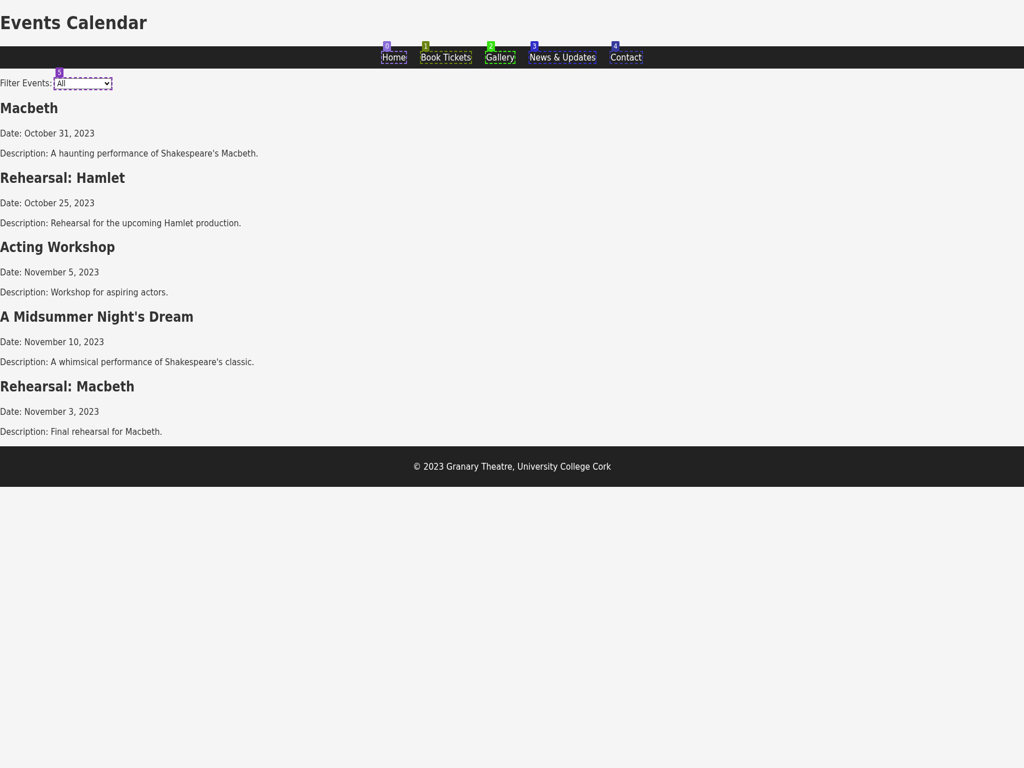 Events Calendar
0 1 2 3 4
Home Book Tickets Gallery News & Updates Contact
5
Filter Events: All
Macbeth
Date: October 31, 2023
Description: A haunting performance of Shakespeare's Macbeth.
Rehearsal: Hamlet
Date: October 25, 2023
Description: Rehearsal for the upcoming Hamlet production.
Acting Workshop
Date: November 5, 2023
Description: Workshop for aspiring actors.
A Midsummer Night's Dream
Date: November 10, 2023
Description: A whimsical performance of Shakespeare's classic.
Rehearsal: Macbeth
Date: November 3, 2023
Description: Final rehearsal for Macbeth.
© 2023 Granary Theatre, University College Cork